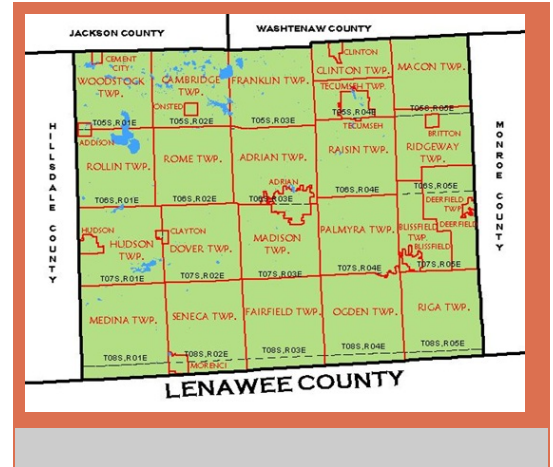 JACKSON COUNTY
WASHTENAW COUNTY
CEMENT
CITY
WOODSTOCK
TWP.
CAMBRIDGE
TWP.
ONSTED
FRANKLIN TWP.
CLINTON
CLINTON TWP.
TECUMSEH TWP.
MACON TWP.
T05S,R01E
T05S,R02E
T05S,R03E
T05S,R04E
T05S,R05E
HILLSDALE COUNTY
MONROE COUNTY
ADDISON
TECUMSEH
BRITTON
ROLLIN TWP.
ROME TWP.
ADRIAN TWP.
RAISIN TWP.
RIDGEWAY
TWP.
ADRIAN
T06S,R01E
T06S,R02E
T06S,R03E
T06S,R04E
T06S,R05E
DEERFIELD
TWP.
DEERFIELD
HUDSON
HUDSON
TWP.
CLAYTON
DOVER TWP.
MADISON
TWP.
PALMYRA TWP.
BLISSFIELD
TWP.
BLISSFIELD
T07S,R01E
T07S,R02E
T07S,R03E
T07S,R04E
T07S,R05E
MEDINA TWP.
SENECA TWP.
FAIRFIELD TWP.
OGDEN TWP.
RIGA TWP.
T08S,R01E
T08S,R02E
T08S,R03E
T08S,R04E
T08S,R05E
MORENCI
LENAWEE COUNTY